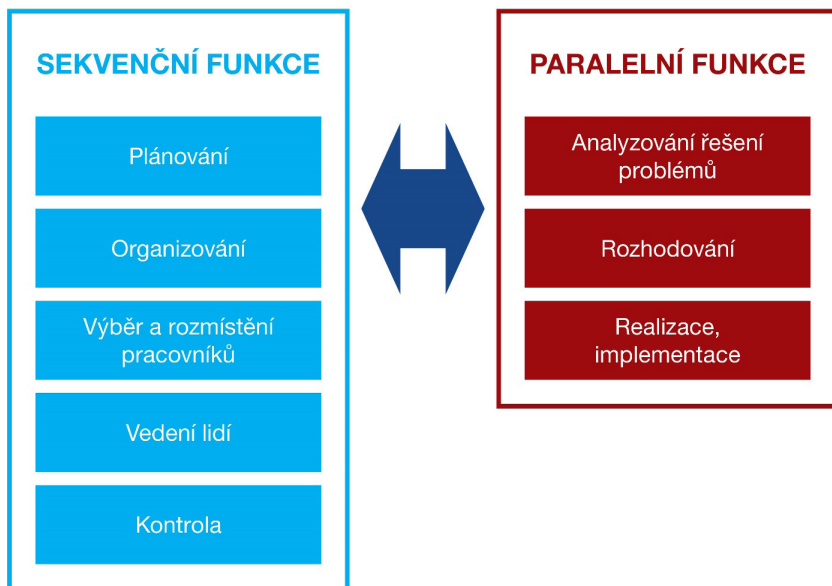 SEKVENČNÍ FUNKCE
Plánování
Organizování
Výběr a rozmístění
pracovníků
Vedení lidí
Kontrola
PARALELNÍ FUNKCE
Analyzování řešení
problémů
Rozhodování
Realizace,
implementace